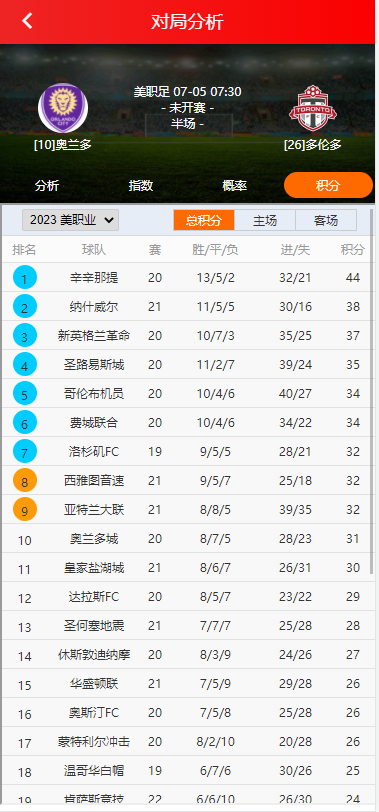 对局分析
美职足 07-05 07:30
- 未开赛 -
半场 -
ORLANDO CITY
TORONTO
[10]奥兰多
[26]多伦多
分析 指数 概率 积分
2023 美职业 总积分 主场 客场
排名 球队 赛 胜/平/负 进/失 积分
1 辛辛那提 20 13/5/2 32/21 44
2 纳什威尔 21 11/5/5 30/16 38
3 新英格兰革命 20 10/7/3 35/25 37
4 圣路易斯城 20 11/2/7 39/24 35
5 哥伦布机员 20 10/4/6 40/27 34
6 费城联合 20 10/4/6 34/22 34
7 洛杉矶FC 19 9/5/5 28/21 32
8 西雅图音速 21 9/5/7 25/18 32
9 亚特兰大联 21 8/8/5 39/35 32
10 奥兰多城 20 8/7/5 28/23 31
11 皇家盐湖城 21 8/6/7 26/31 30
12 达拉斯FC 20 8/5/7 23/22 29
13 圣何塞地震 21 7/7/7 25/28 28
14 休斯敦迪纳摩 20 8/3/9 24/26 27
15 华盛顿联 21 7/5/9 29/28 26
16 奥斯汀FC 20 7/5/8 25/28 26
17 蒙特利尔冲击 20 8/2/10 20/28 26
18 温哥华白帽 19 6/7/6 30/26 25
19 肯萨斯竞技 22 6/6/10 26/30 24